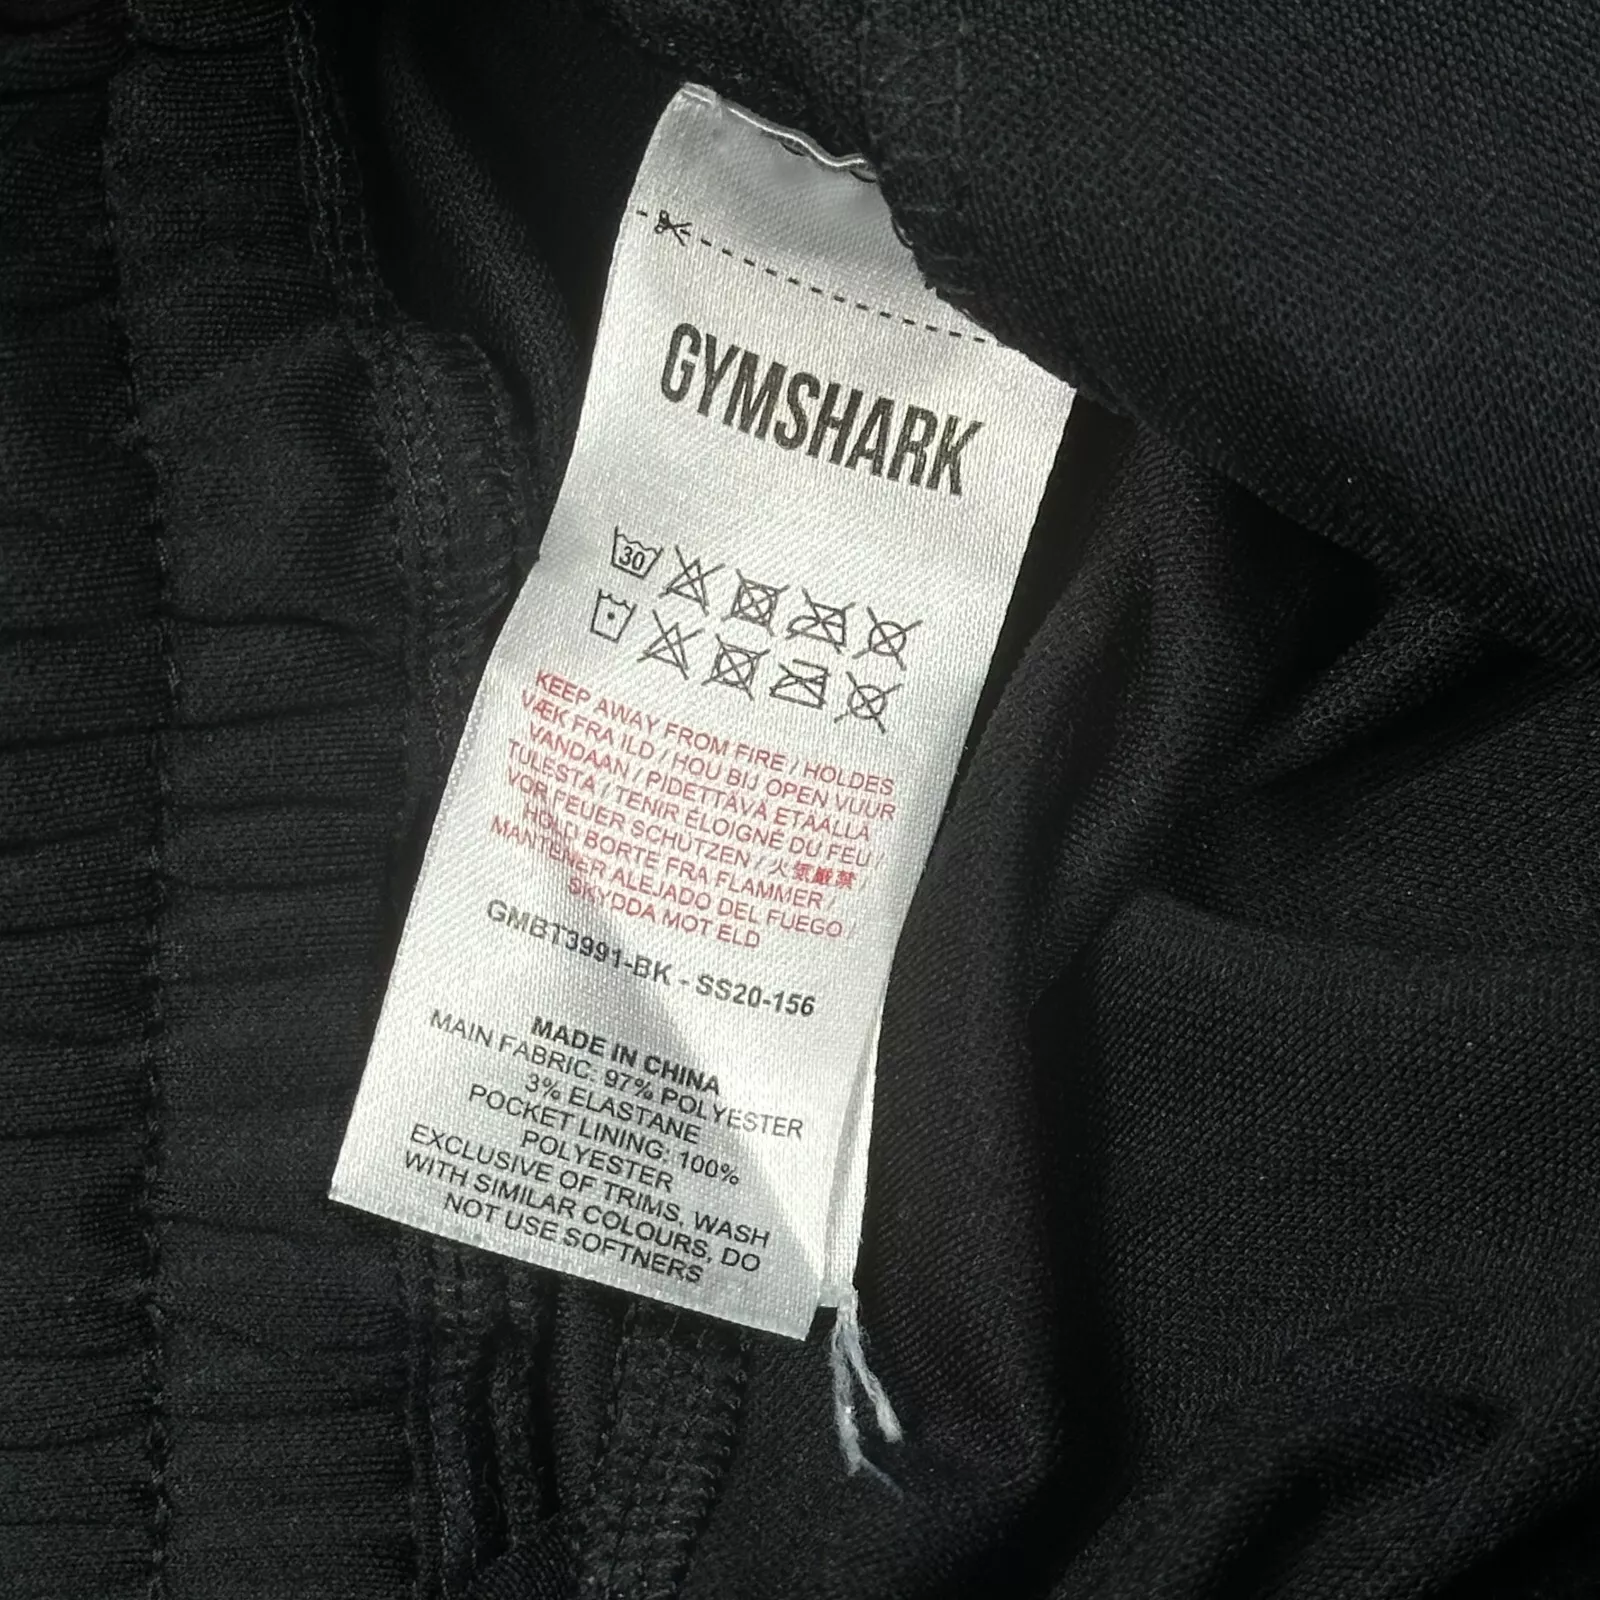 GYMSHARK
30
KEEP AWAY FROM FIRE / HOLDES
VÆK FRA ILD / HOU BIJ OPEN VUUR
VANDAAN / PIDETTÄVÄ ETÄÄLLÄ
TULESTA / TENIR ÉLOIGNÉ DU FEU /
VOR FEUER SCHÜTZEN / 火氣嚴禁 /
HOLD BORTE FRA FLAMMER /
MANTENER ALEJADO DEL FUEGO /
SKYDDA MOT ELD
GMBT3991-BK - SS20-156
MADE IN CHINA
MAIN FABRIC: 97% POLYESTER
3% ELASTANE
POCKET LINING: 100%
POLYESTER
EXCLUSIVE OF TRIMS, WASH
WITH SIMILAR COLOURS, DO
NOT USE SOFTNERS